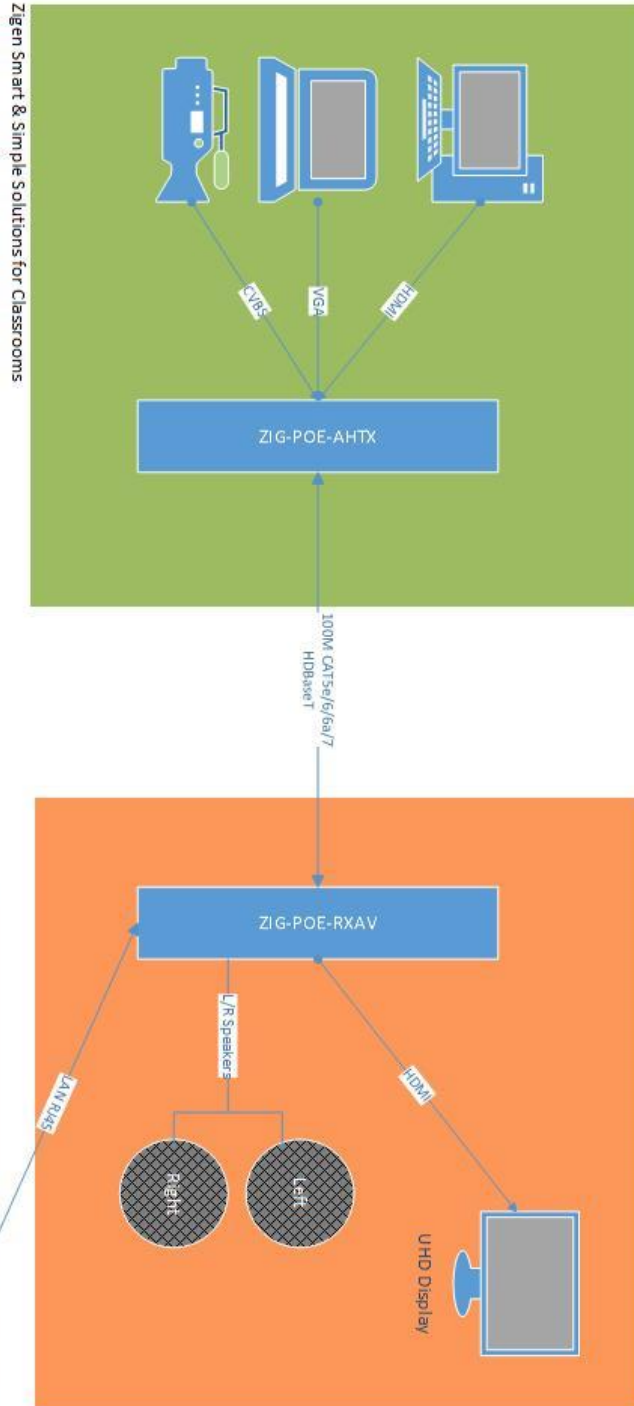 Zigen Smart & Simple Solutions for Classrooms
HDMI
VGA
CVBS
ZIG-POE-AHTX
100M CAT5e/6/6a/7
HDBaseT
ZIG-POE-RXAV
HDMI
L/R Speakers
LAN RJ45
Left
Right
UHD Display